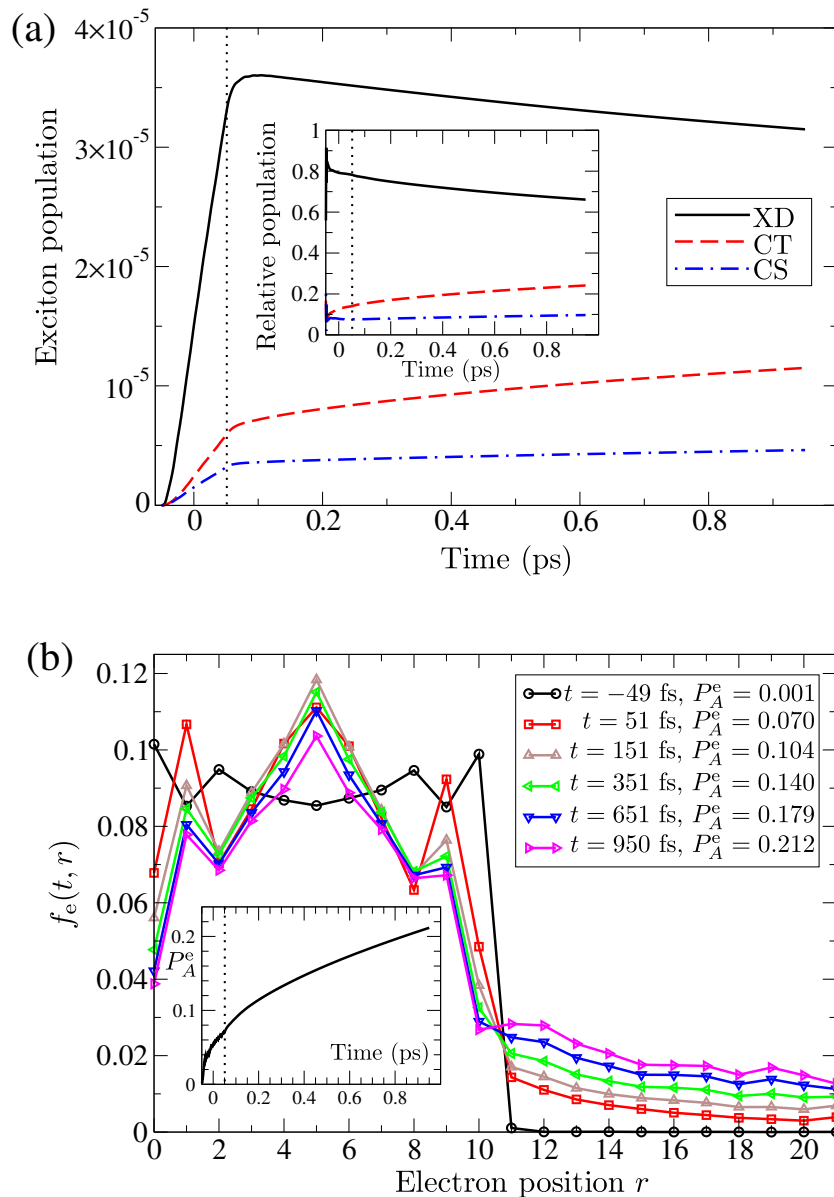 (a)
4×10⁻⁵
3×10⁻⁵
2×10⁻⁵
10⁻⁵
0
Exciton population
0 0.2 0.4 0.6 0.8
Time (ps)
1
0.8
0.6
0.4
0.2
0
Relative population
0 0.2 0.4 0.6 0.8
Time (ps)
XD
CT
CS
(b)
0.12
0.1
0.08
0.06
0.04
0.02
0
fₑ(t, r)
t = −49 fs, P_A^e = 0.001
t = 51 fs, P_A^e = 0.070
t = 151 fs, P_A^e = 0.104
t = 351 fs, P_A^e = 0.140
t = 651 fs, P_A^e = 0.179
t = 950 fs, P_A^e = 0.212
0.2
P_A^e
0.1
0
Time (ps)
0 0.2 0.4 0.6 0.8
0 2 4 6 8 10 12 14 16 18 20
Electron position r